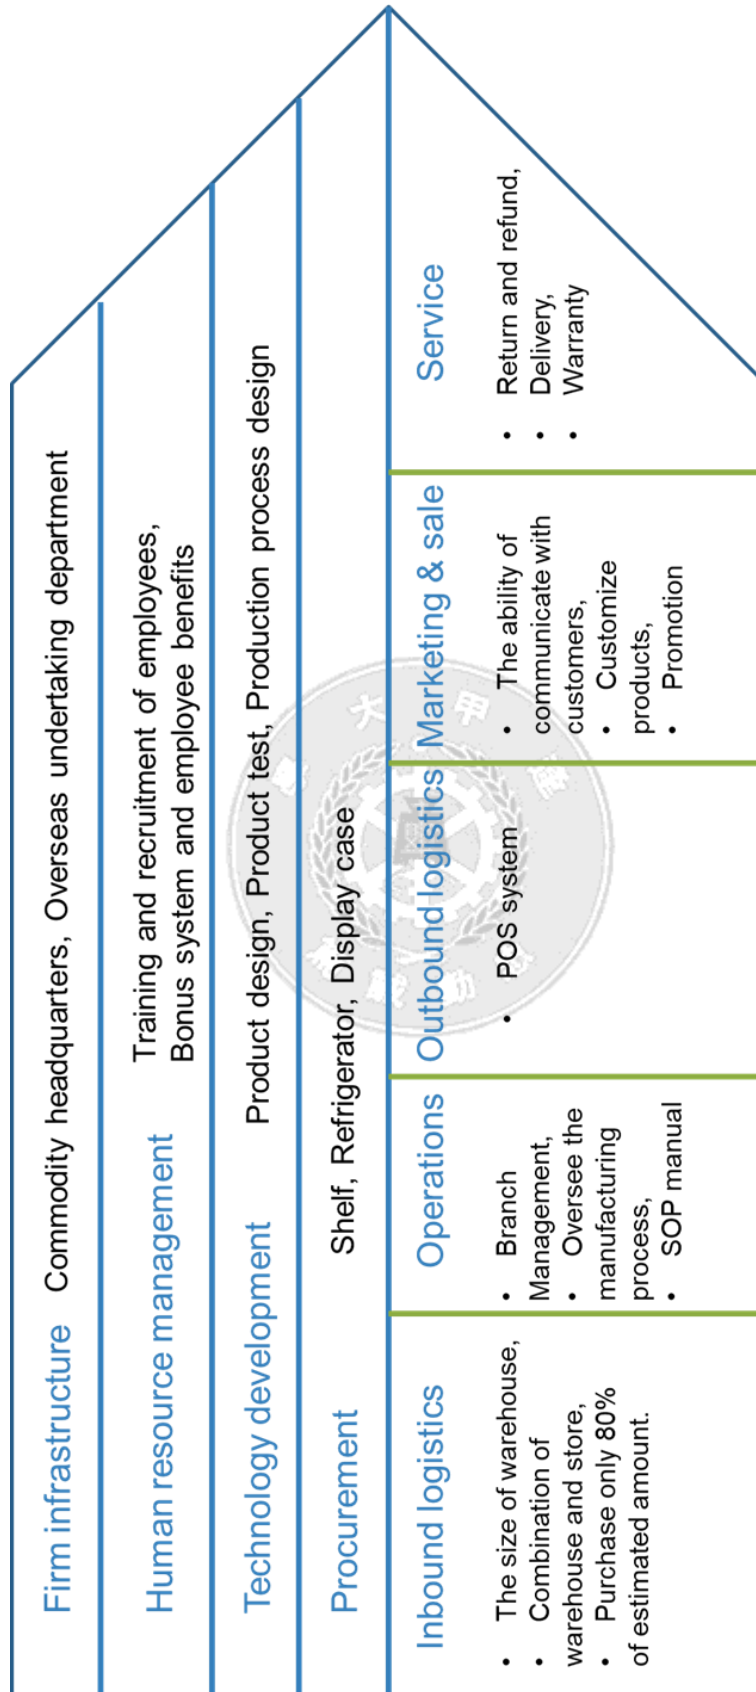 Firm infrastructure Commodity headquarters, Overseas undertaking department
Human resource management Training and recruitment of employees,
Bonus system and employee benefits
Technology development Product design, Product test, Production process design
Procurement Shelf, Refrigerator, Display case
Inbound logistics
• The size of warehouse,
• Combination of
warehouse and store,
• Purchase only 80%
of estimated amount.
Operations
• Branch
Management,
• Oversee the
manufacturing
process,
• SOP manual
Outbound logistics
• POS system
Marketing & sale
• The ability of
communicate with
customers,
• Customize
products,
• Promotion
Service
• Return and refund,
• Delivery,
• Warranty
大 甲 逢